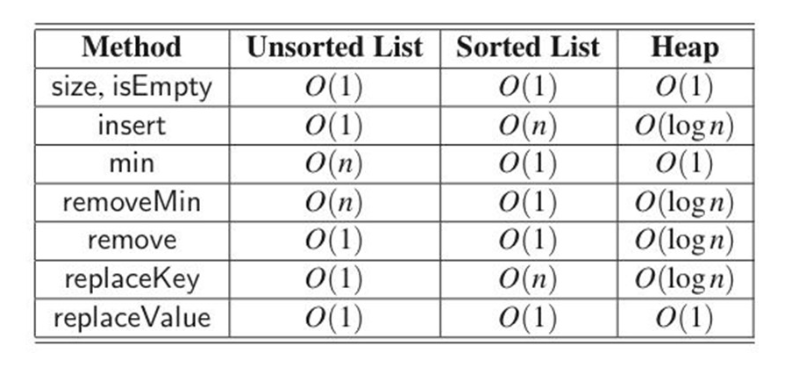 Method Unsorted List Sorted List Heap
size, isEmpty O(1) O(1) O(1)
insert O(1) O(n) O(log n)
min O(n) O(1) O(1)
removeMin O(n) O(1) O(log n)
remove O(1) O(1) O(log n)
replaceKey O(1) O(n) O(log n)
replaceValue O(1) O(1) O(1)